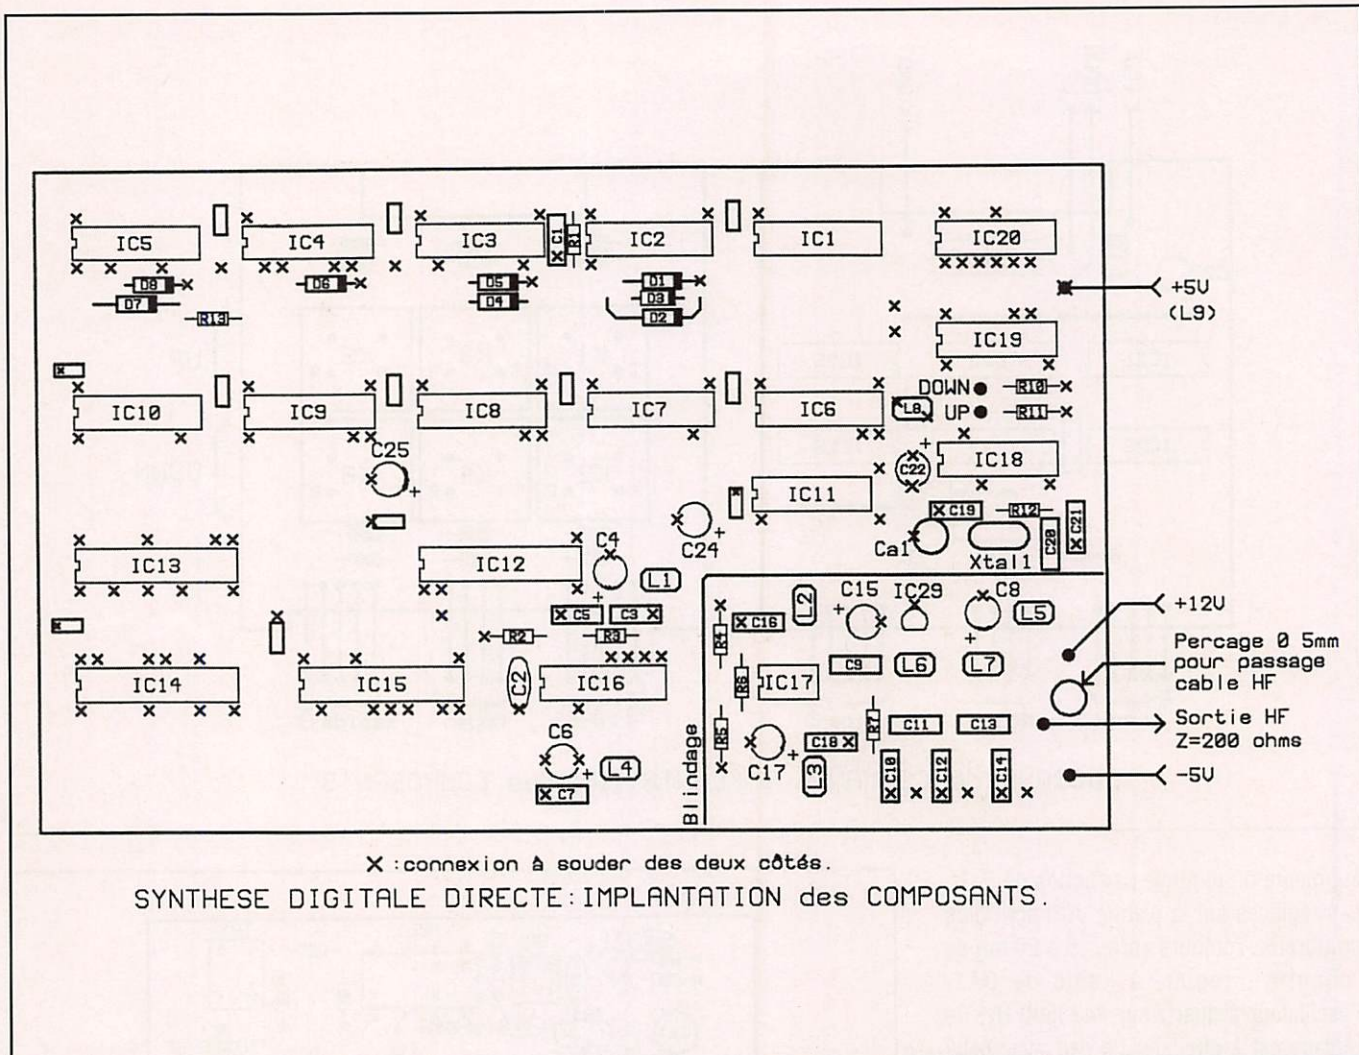 IC5 IC4 IC3 C1 R1 IC2 IC1 IC20
D8 D6 D5 D1
D7 D4 D3
D2
R13
+5V
(L9)
IC19
DOWN R10
UP R11
IC10 IC9 IC8 IC7 IC6 L8
C25
+
C22 +
IC18
IC11
C19 R12
C24 +
Ca1 Xtal1 C20 C21
IC13 IC12 C4 + L1
C5 C3
R2 R3
L2 C15 + IC29 C8 + L5
R4 C16
+12V
C9 L6 L7
Percage Ø 5mm
pour passage
cable HF
IC14 IC15 C2 IC16
R6 IC17
R5 R7 C11 C13
Sortie HF
Z=200 ohms
C6 + L4
C7
C17 + C18 L3
C10 C12 C14
-5V
Blindage
X :connexion à souder des deux côtés.
SYNTHESE DIGITALE DIRECTE:IMPLANTATION des COMPOSANTS.